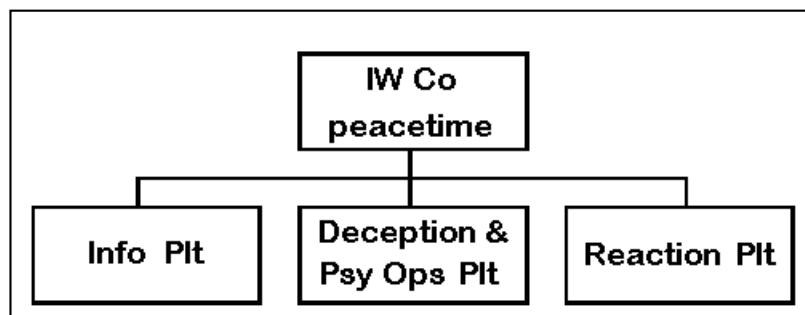 IW Co
peacetime
Info Plt
Deception &
Psy Ops Plt
Reaction Plt